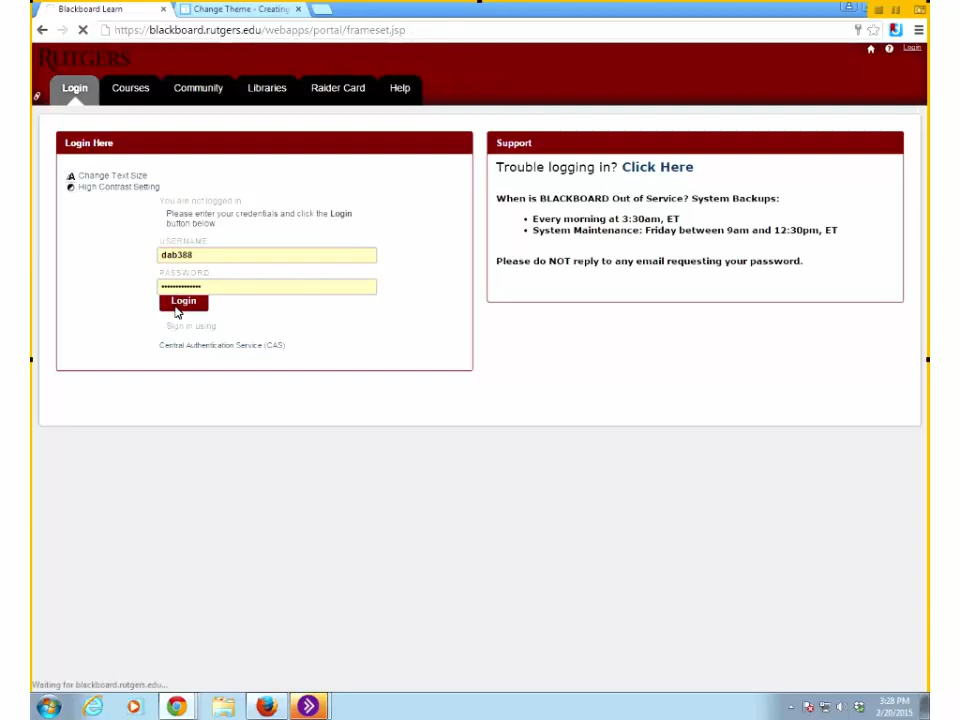 Blackboard Learn
Change Theme - Creating
https://blackboard.rutgers.edu/webapps/portal/frameset.jsp
RUTGERS
Login
Login
Courses
Community
Libraries
Raider Card
Help
Login Here
Change Text Size
High Contrast Setting
You are not logged in
Please enter your credentials and click the Login
button below
USERNAME
dab388
PASSWORD
••••••••••••••
Login
Sign in using
Central Authentication Service (CAS)
Support
Trouble logging in? Click Here
When is BLACKBOARD Out of Service? System Backups:
• Every morning at 3:30am, ET
• System Maintenance: Friday between 9am and 12:30pm, ET
Please do NOT reply to any email requesting your password.
Waiting for blackboard.rutgers.edu...
3:28 PM
2/20/2015